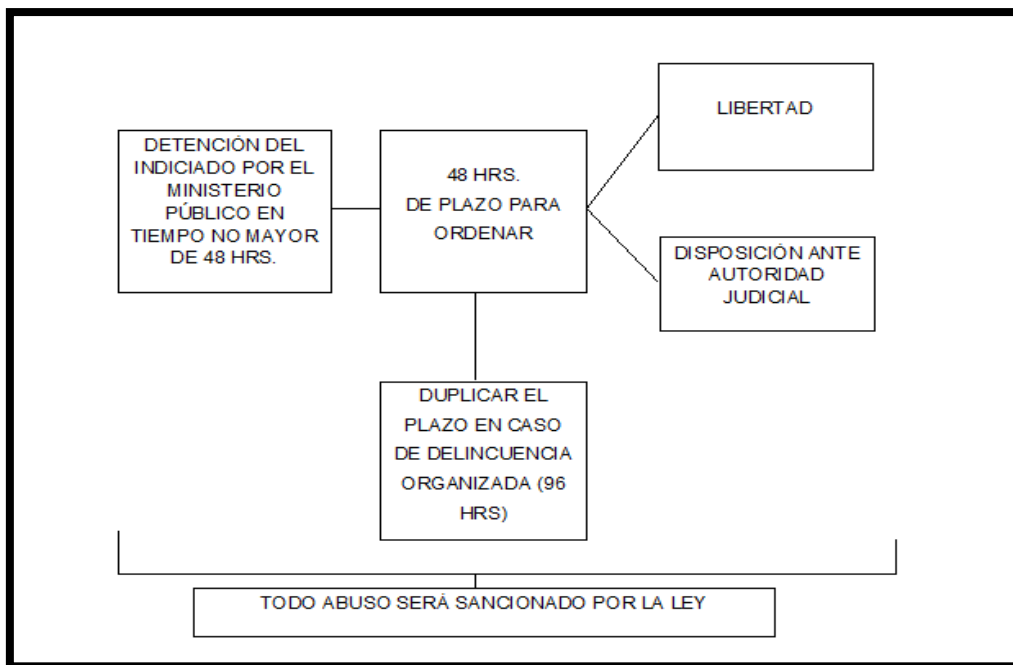 DETENCIÓN DEL
INDICIADO POR EL
MINISTERIO
PÚBLICO EN
TIEMPO NO MAYOR
DE 48 HRS.
48 HRS.
DE PLAZO PARA
ORDENAR
LIBERTAD
DISPOSICIÓN ANTE
AUTORIDAD
JUDICIAL
DUPLICAR EL
PLAZO EN CASO
DE DELINCUENCIA
ORGANIZADA (96
HRS)
TODO ABUSO SERÁ SANCIONADO POR LA LEY